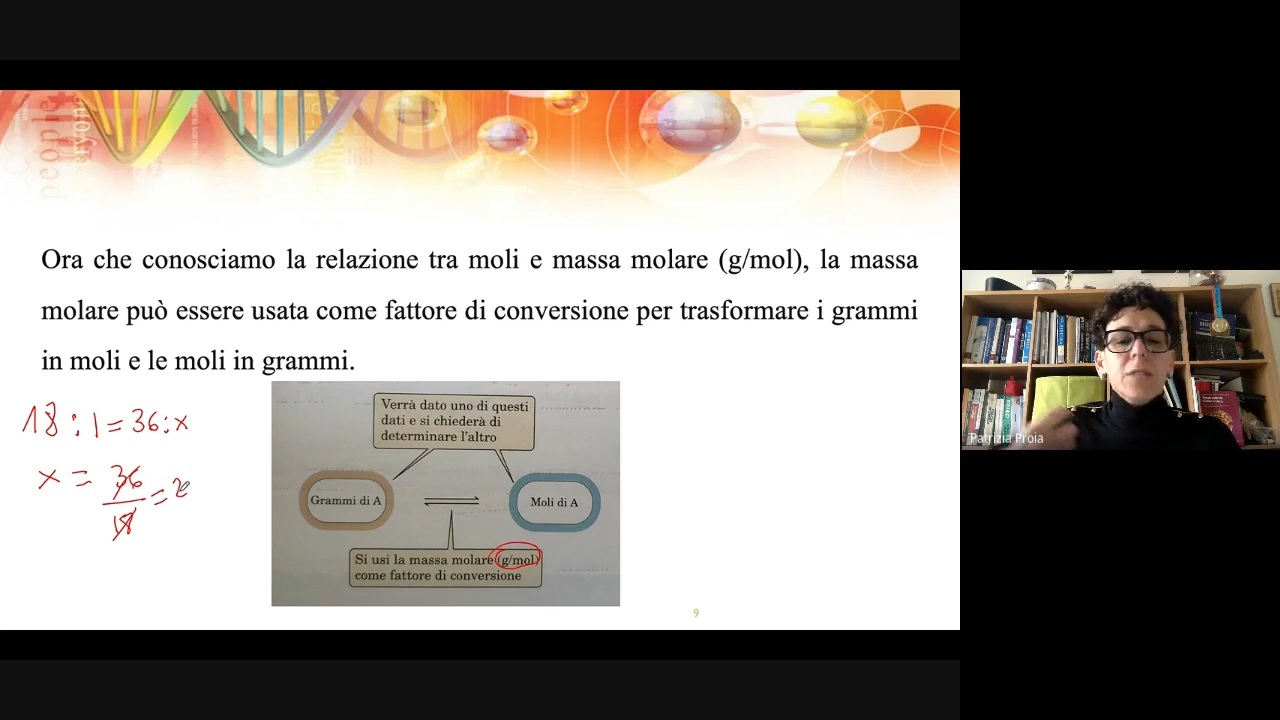 people
everyone
Ora che conosciamo la relazione tra moli e massa molare (g/mol), la massa
molare può essere usata come fattore di conversione per trasformare i grammi
in moli e le moli in grammi.
18 : 1 = 36 : x
x = 36
18
= 2
Verrà dato uno di questi
dati e si chiederà di
determinare l'altro
Grammi di A
Moli di A
Si usi la massa molare (g/mol)
come fattore di conversione
9
Patrizia Proia